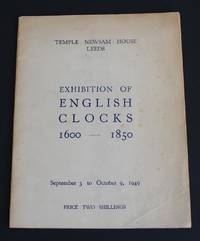 TEMPLE NEWSAM HOUSE
LEEDS
EXHIBITION OF
ENGLISH
CLOCKS
1600 — 1850
September 3 to October 9, 1949
PRICE TWO SHILLINGS